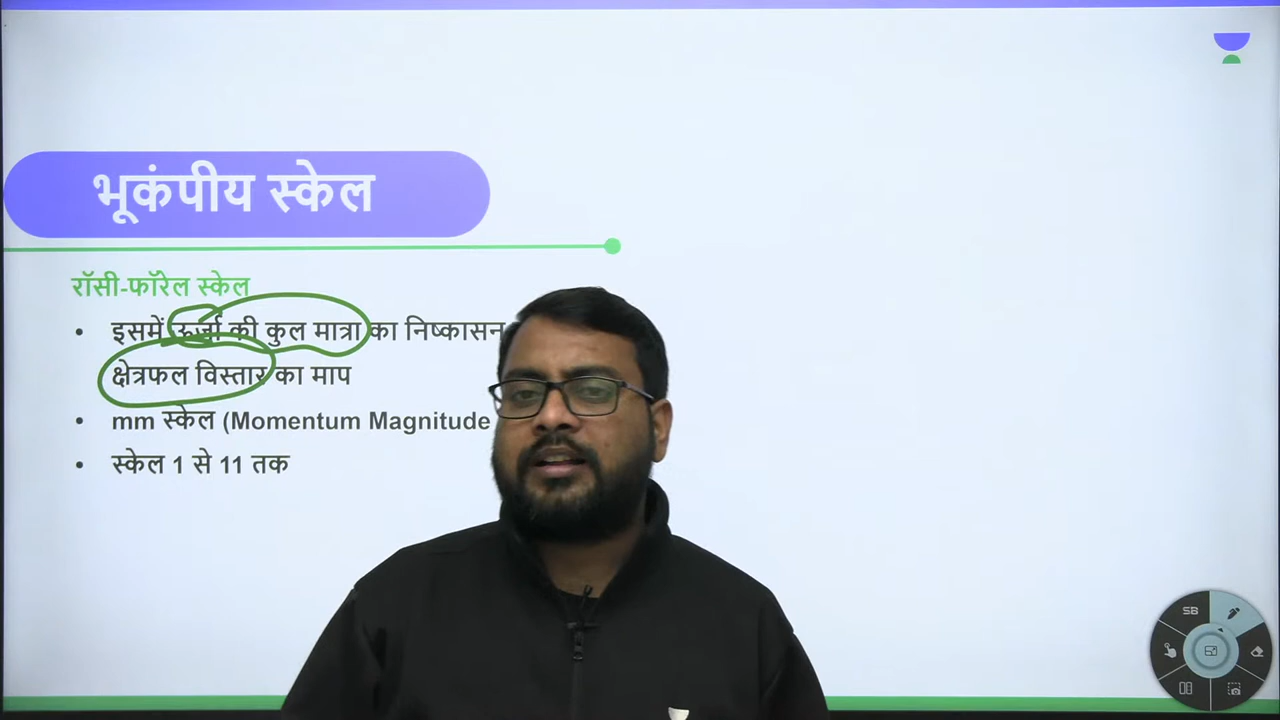 भूकंपीय स्केल
रॉसी-फॉरेल स्केल
• इसमें ऊर्जा की कुल मात्रा का निष्कासन
क्षेत्रफल विस्तार का माप
• mm स्केल (Momentum Magnitude
• स्केल 1 से 11 तक
SB